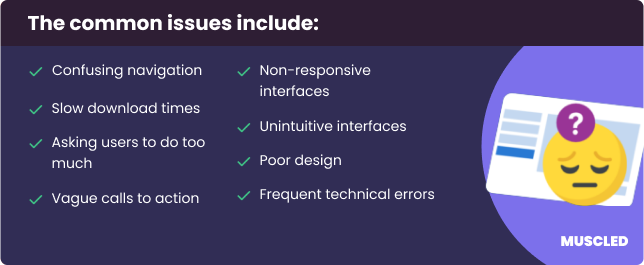 The common issues include:
Confusing navigation
Slow download times
Asking users to do too
much
Vague calls to action
Non-responsive
interfaces
Unintuitive interfaces
Poor design
Frequent technical errors
?
MUSCLED